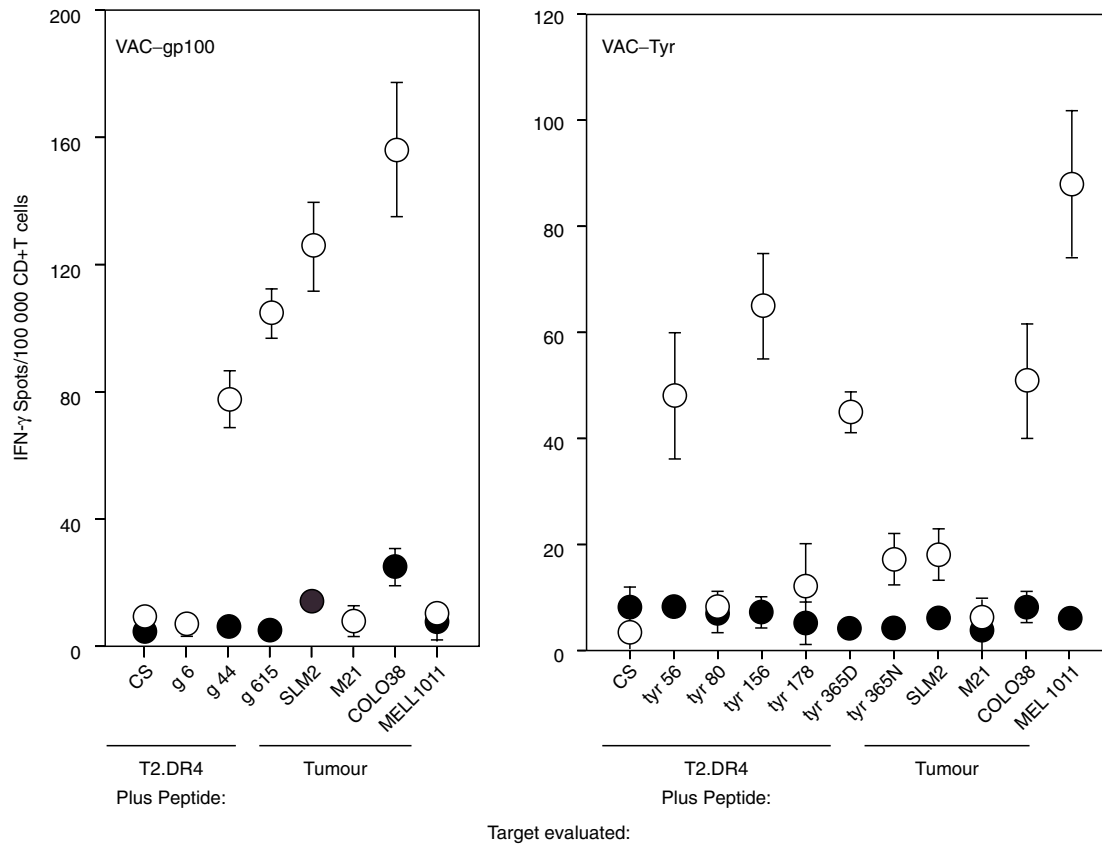 VAC–gp100
IFN-γ Spots/100 000 CD+T cells
200
160
120
80
40
0
CS
g 6
g 44
g 615
SLM2
M21
COLO38
MELL1011
T2.DR4
Plus Peptide:
Tumour
VAC–Tyr
120
100
80
60
40
20
0
CS
tyr 56
tyr 80
tyr 156
tyr 178
tyr 365D
tyr 365N
SLM2
M21
COLO38
MEL 1011
T2.DR4
Plus Peptide:
Tumour
Target evaluated: